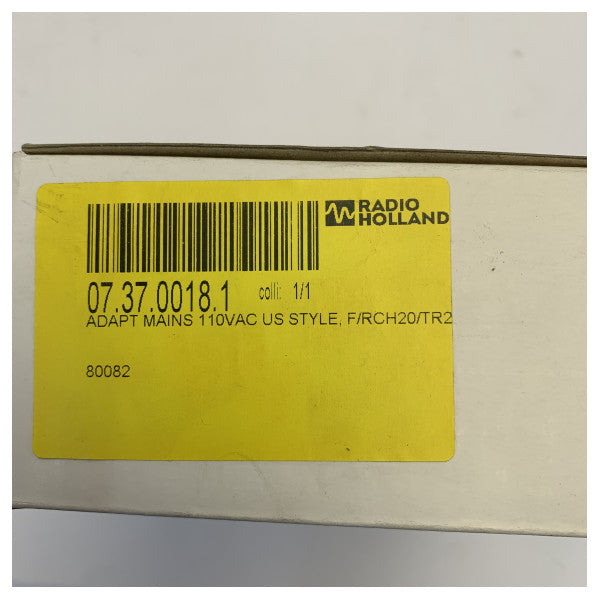 RADIO
HOLLAND
07.37.0018.1 colli: 1/1
ADAPT MAINS 110VAC US STYLE, F/RCH20/TR2
80082